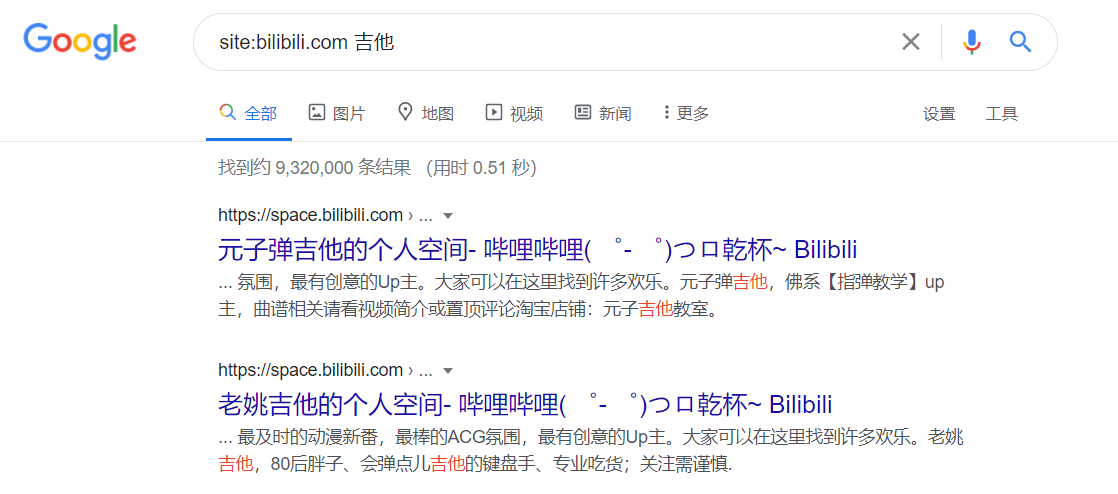 Google
site:bilibili.com 吉他
全部 图片 地图 视频 新闻 更多 设置 工具
找到约 9,320,000 条结果 （用时 0.51 秒）
https://space.bilibili.com › ...
元子弹吉他的个人空间- 哔哩哔哩( ゜- ゜)つロ乾杯~ Bilibili
... 氛围，最有创意的Up主。大家可以在这里找到许多欢乐。元子弹吉他，佛系【指弹教学】up
主，曲谱相关请看视频简介或置顶评论淘宝店铺：元子吉他教室。
https://space.bilibili.com › ...
老姚吉他的个人空间- 哔哩哔哩( ゜- ゜)つロ乾杯~ Bilibili
... 最及时的动漫新番，最棒的ACG氛围，最有创意的Up主。大家可以在这里找到许多欢乐。老姚
吉他，80后胖子、会弹点儿吉他的键盘手、专业吃货；关注需谨慎.